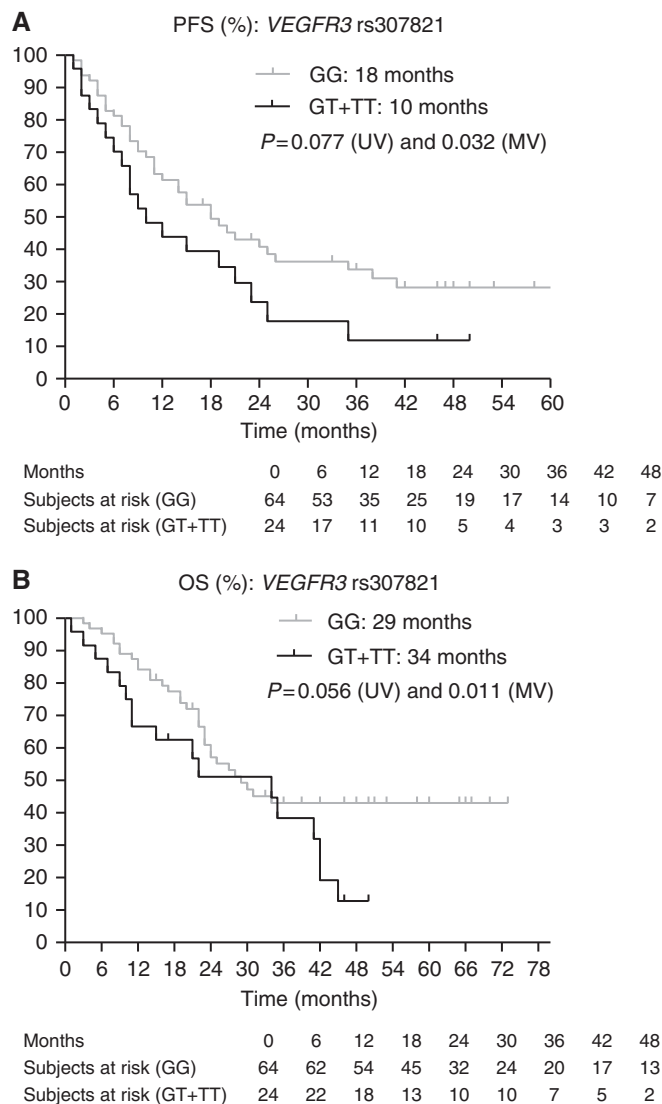 A
PFS (%): VEGFR3 rs307821
100
90
80
70
60
50
40
30
20
10
0
GG: 18 months
GT+TT: 10 months
P=0.077 (UV) and 0.032 (MV)
0 6 12 18 24 30 36 42 48 54 60
Time (months)
Months 0 6 12 18 24 30 36 42 48
Subjects at risk (GG) 64 53 35 25 19 17 14 10 7
Subjects at risk (GT+TT) 24 17 11 10 5 4 3 3 2
B
OS (%): VEGFR3 rs307821
100
90
80
70
60
50
40
30
20
10
0
GG: 29 months
GT+TT: 34 months
P=0.056 (UV) and 0.011 (MV)
0 6 12 18 24 30 36 42 48 54 60 66 72 78
Time (months)
Months 0 6 12 18 24 30 36 42 48
Subjects at risk (GG) 64 62 54 45 32 24 20 17 13
Subjects at risk (GT+TT) 24 22 18 13 10 10 7 5 2